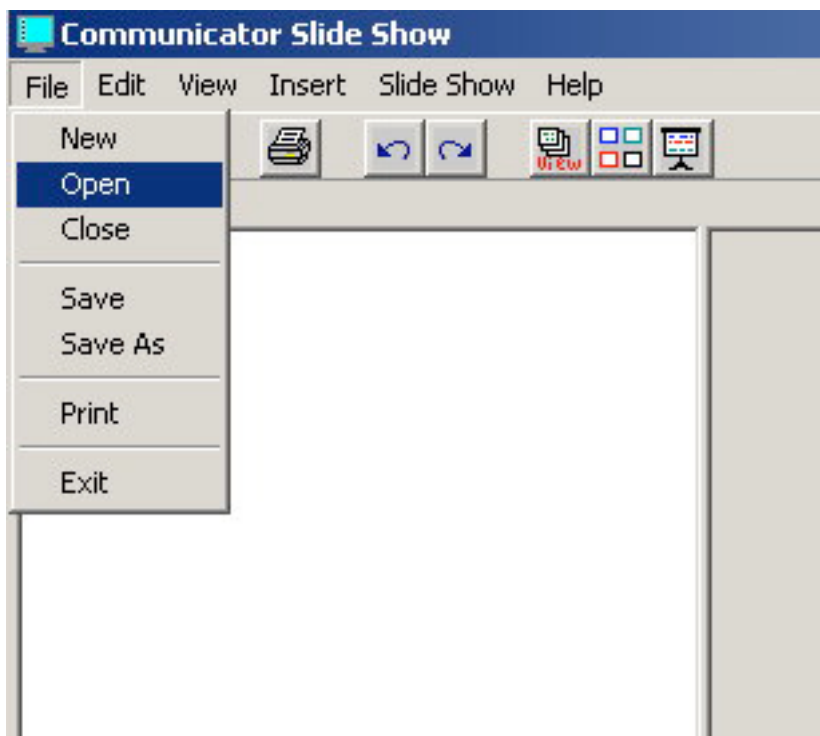 Communicator Slide Show
File Edit View Insert Slide Show Help
New
View
Open
Close
Save
Save As
Print
Exit